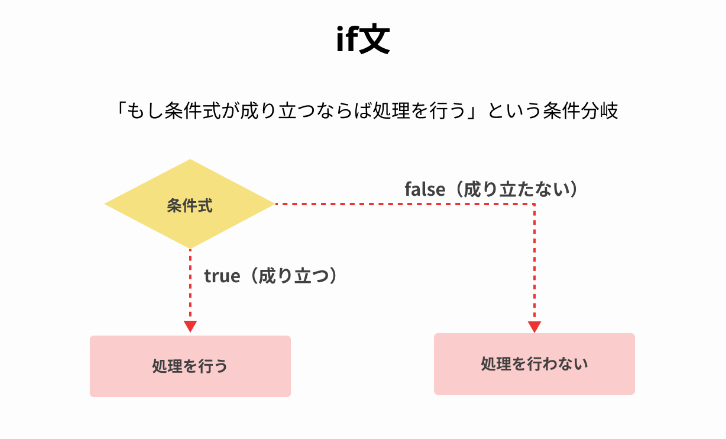 if文
「もし条件式が成り立つならば処理を行う」という条件分岐
条件式
false（成り立たない）
true（成り立つ）
処理を行う
処理を行わない